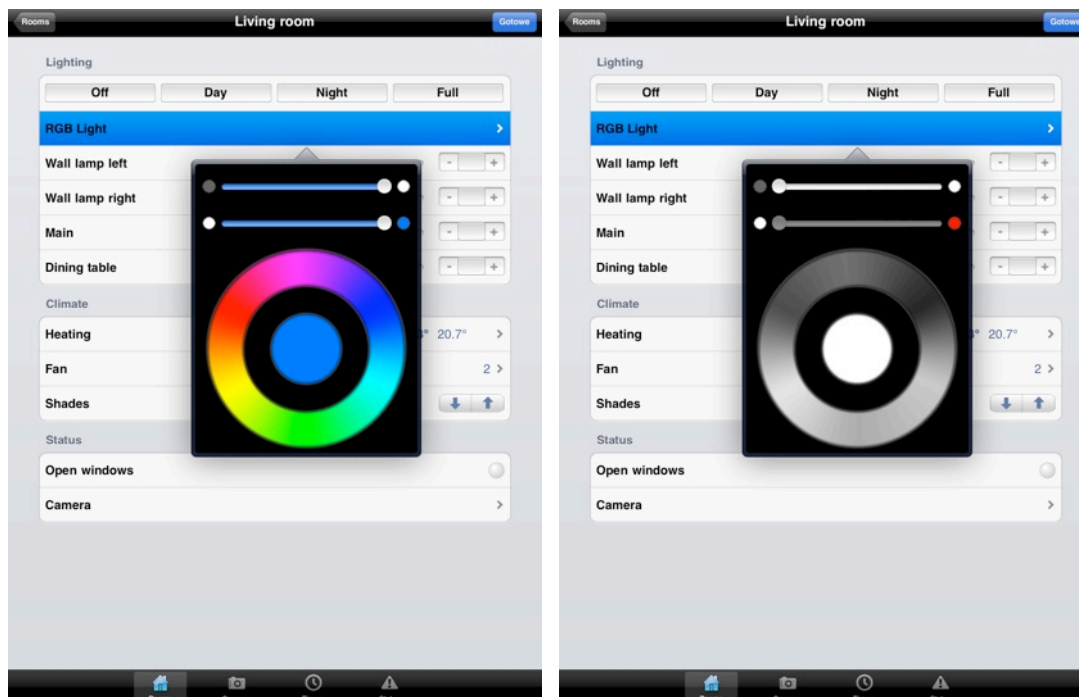 Rooms Living room Gotowe
Lighting
Off Day Night Full
RGB Light
Wall lamp left - +
Wall lamp right - +
Main - +
Dining table - +
Climate
Heating 20.7°
Fan 2
Shades
Status
Open windows
Camera
Rooms Living room Gotowe
Lighting
Off Day Night Full
RGB Light
Wall lamp left - +
Wall lamp right - +
Main - +
Dining table - +
Climate
Heating 20.7°
Fan 2
Shades
Status
Open windows
Camera